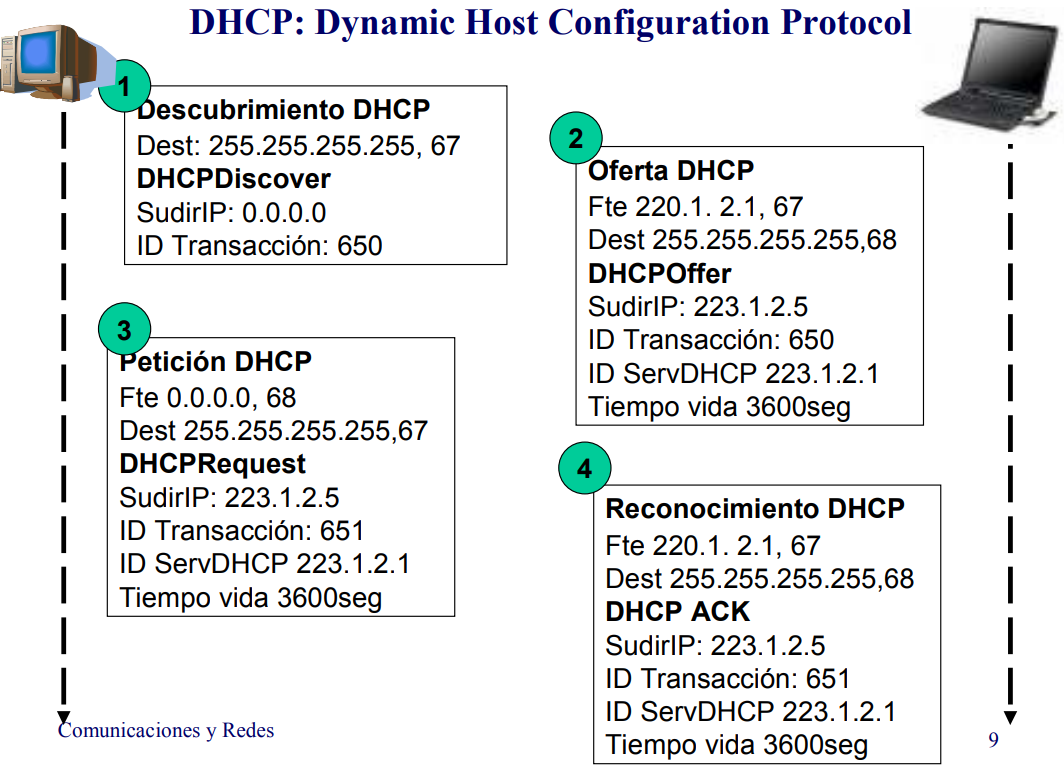 DHCP: Dynamic Host Configuration Protocol
1
Descubrimiento DHCP
Dest: 255.255.255.255, 67
DHCPDiscover
SudirIP: 0.0.0.0
ID Transacción: 650
2
Oferta DHCP
Fte 220.1. 2.1, 67
Dest 255.255.255.255,68
DHCPOffer
SudirIP: 223.1.2.5
ID Transacción: 650
ID ServDHCP 223.1.2.1
Tiempo vida 3600seg
3
Petición DHCP
Fte 0.0.0.0, 68
Dest 255.255.255.255,67
DHCPRequest
SudirIP: 223.1.2.5
ID Transacción: 651
ID ServDHCP 223.1.2.1
Tiempo vida 3600seg
4
Reconocimiento DHCP
Fte 220.1. 2.1, 67
Dest 255.255.255.255,68
DHCP ACK
SudirIP: 223.1.2.5
ID Transacción: 651
ID ServDHCP 223.1.2.1
Tiempo vida 3600seg
Comunicaciones y Redes
9